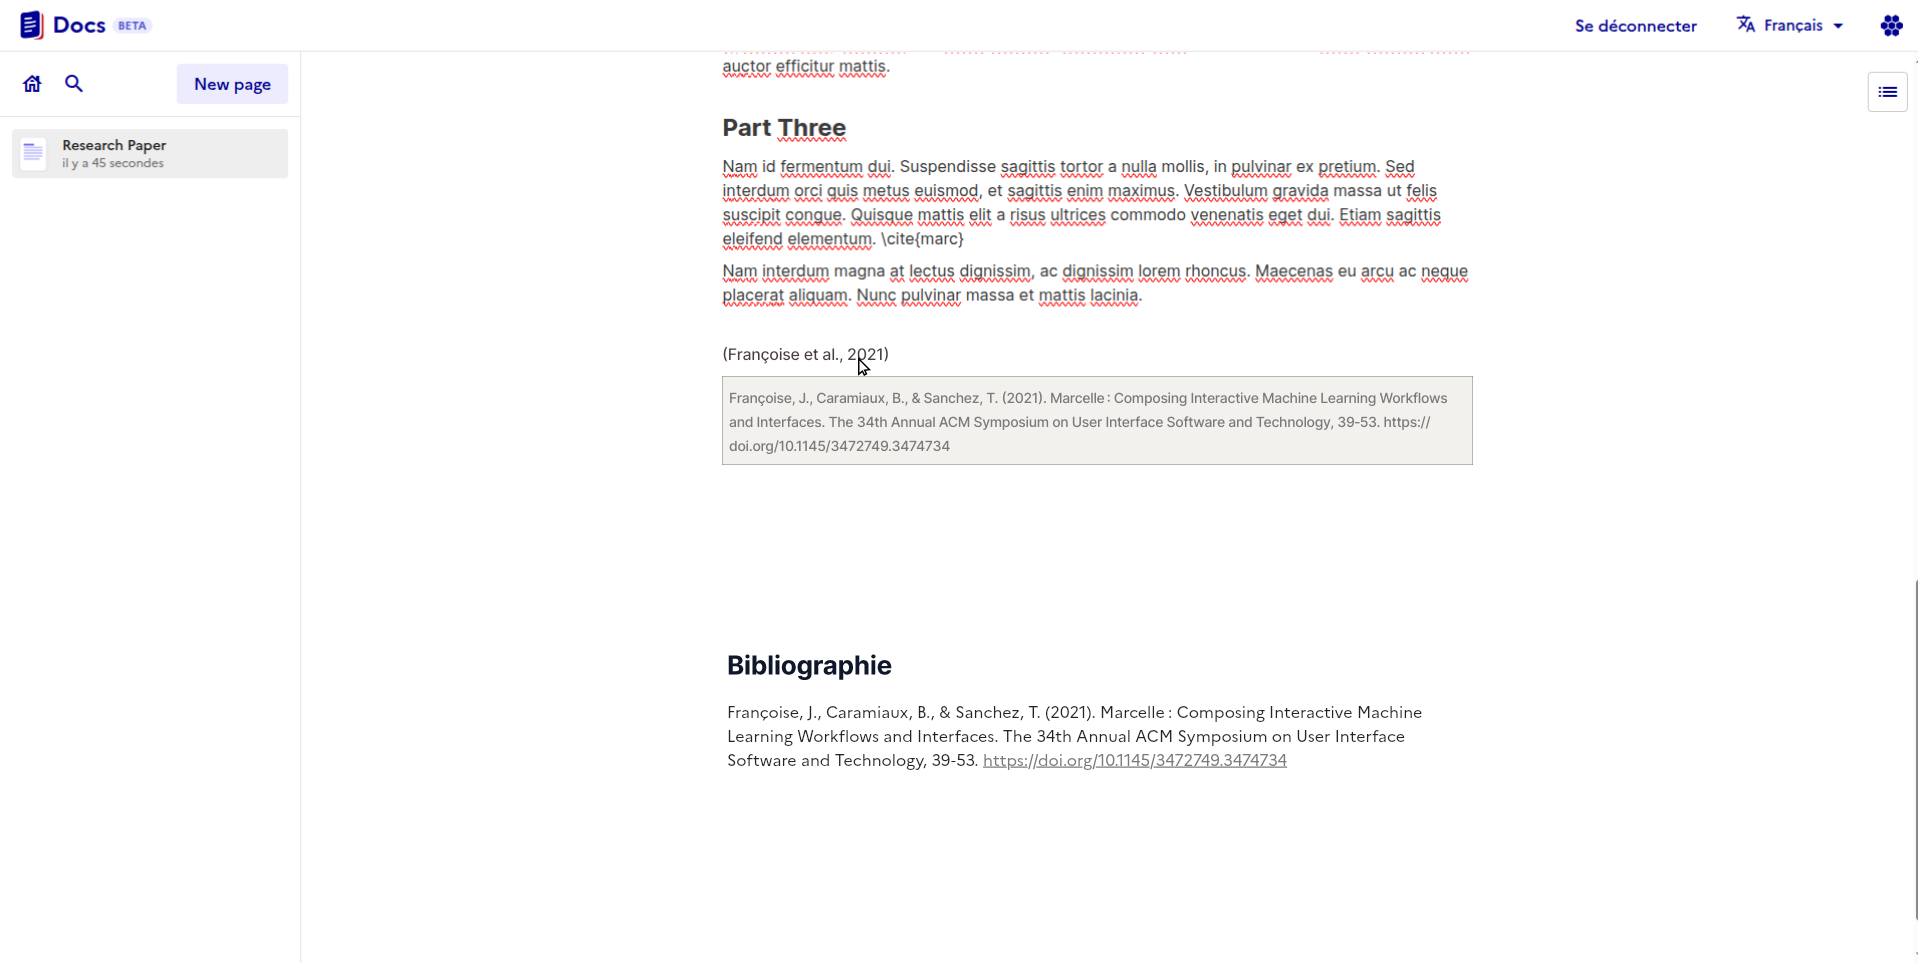 Docs BETA
Se déconnecter
Français
New page
Research Paper
il y a 45 secondes
auctor efficitur mattis.
Part Three
Nam id fermentum dui. Suspendisse sagittis tortor a nulla mollis, in pulvinar ex pretium. Sed
interdum orci quis metus euismod, et sagittis enim maximus. Vestibulum gravida massa ut felis
suscipit congue. Quisque mattis elit a risus ultrices commodo venenatis eget dui. Etiam sagittis
eleifend elementum. \cite{marc}
Nam interdum magna at lectus dignissim, ac dignissim lorem rhoncus. Maecenas eu arcu ac neque
placerat aliquam. Nunc pulvinar massa et mattis lacinia.
(Françoise et al., 2021)
Françoise, J., Caramiaux, B., & Sanchez, T. (2021). Marcelle : Composing Interactive Machine Learning Workflows
and Interfaces. The 34th Annual ACM Symposium on User Interface Software and Technology, 39-53. https://
doi.org/10.1145/3472749.3474734
Bibliographie
Françoise, J., Caramiaux, B., & Sanchez, T. (2021). Marcelle : Composing Interactive Machine
Learning Workflows and Interfaces. The 34th Annual ACM Symposium on User Interface
Software and Technology, 39-53. https://doi.org/10.1145/3472749.3474734